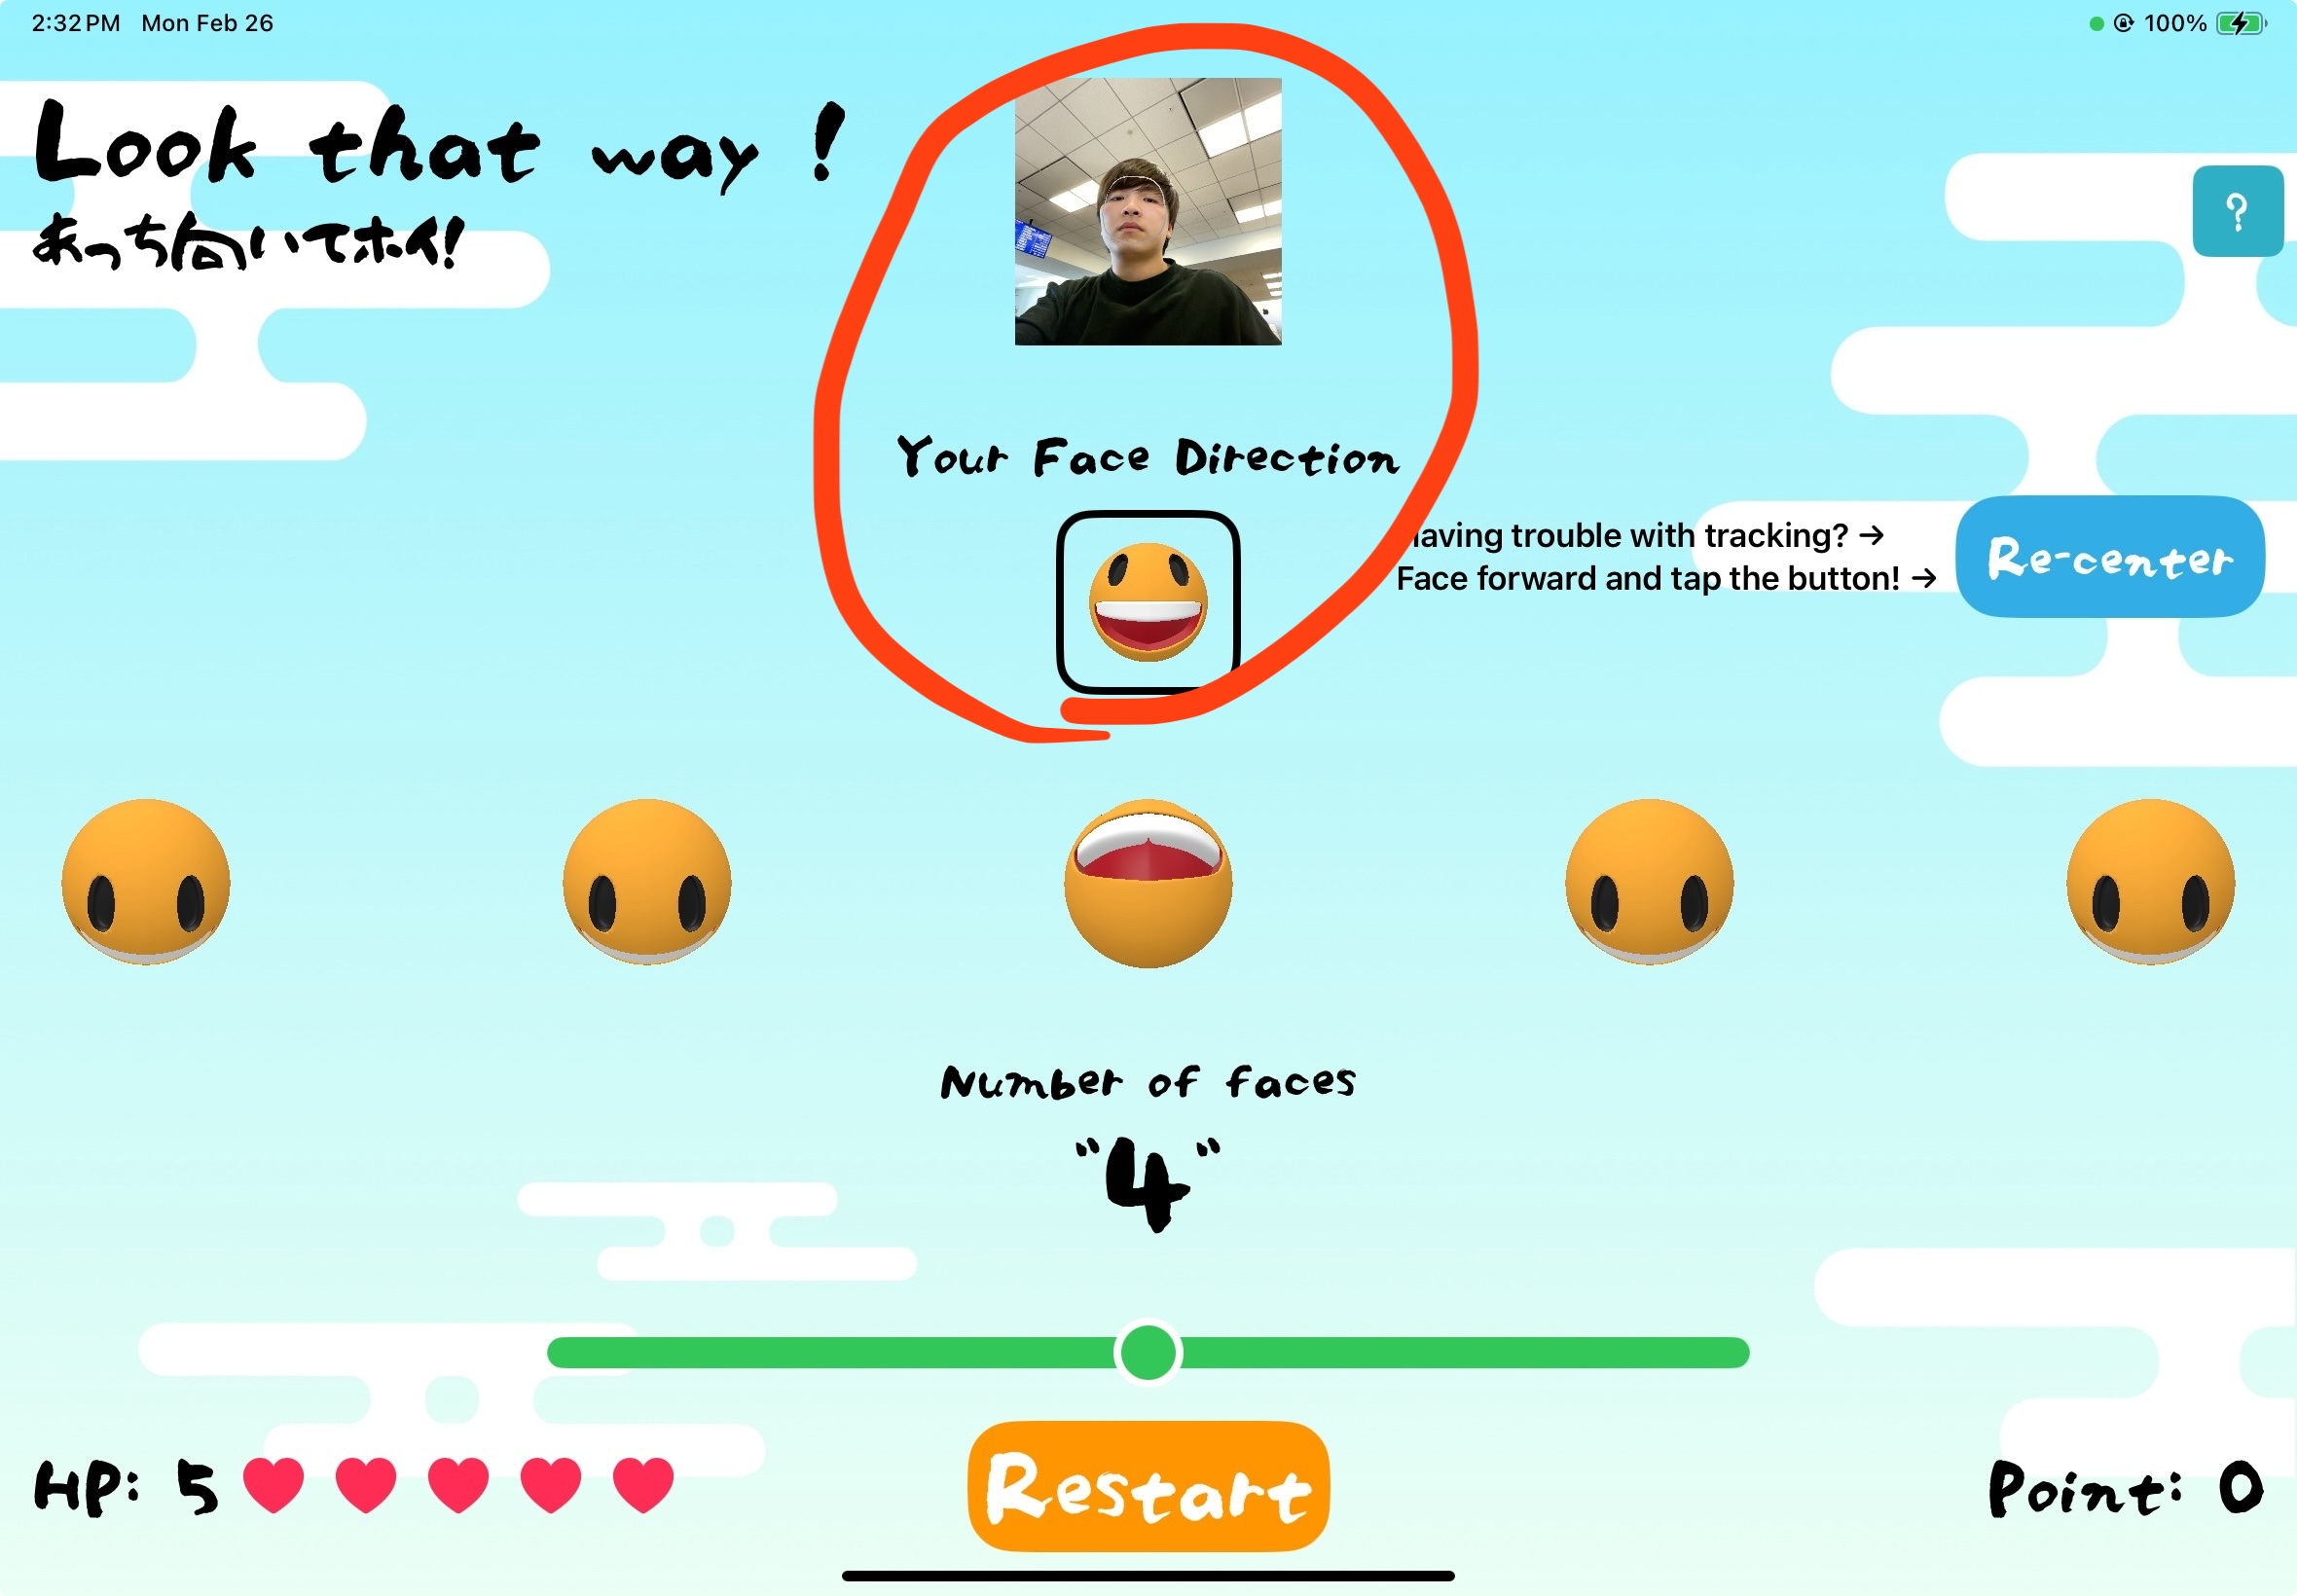 2:32 PM Mon Feb 26
100%
Look that way !
あっち向いてホイ!
?
Your Face Direction
aving trouble with tracking? →
Face forward and tap the button! →
Re-center
Number of faces
"4"
HP: 5
Restart
Point: 0